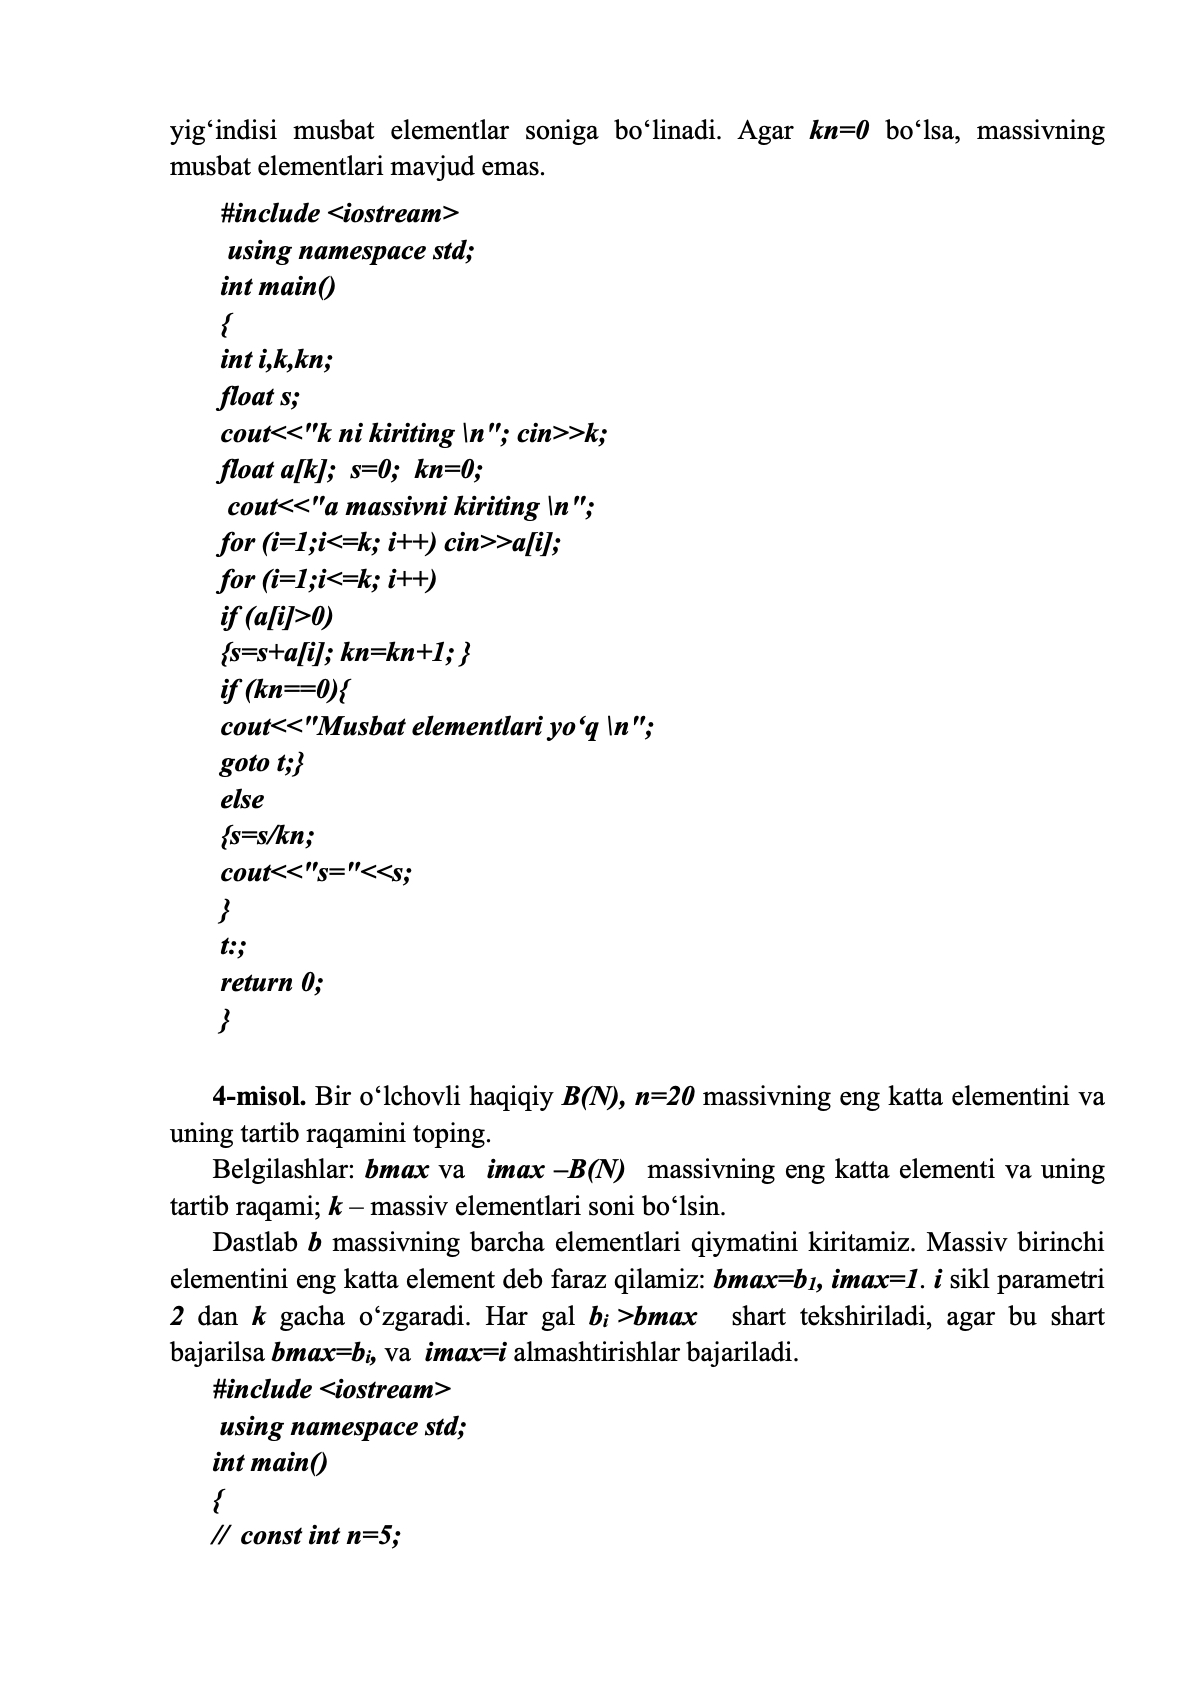 yig‘indisi musbat elementlar soniga bo‘linadi. Agar kn=0 bo‘lsa, massivning
musbat elementlari mavjud emas.
#include <iostream>
using namespace std;
int main()
{
int i,k,kn;
float s;
cout<<"k ni kiriting \n"; cin>>k;
float a[k]; s=0; kn=0;
cout<<"a massivni kiriting \n";
for (i=1;i<=k; i++) cin>>a[i];
for (i=1;i<=k; i++)
if (a[i]>0)
{s=s+a[i]; kn=kn+1; }
if (kn==0){
cout<<"Musbat elementlari yo‘q \n";
goto t;}
else
{s=s/kn;
cout<<"s="<<s;
}
t:;
return 0;
}
4-misol. Bir o‘lchovli haqiqiy B(N), n=20 massivning eng katta elementini va
uning tartib raqamini toping.
Belgilashlar: bmax va imax –B(N) massivning eng katta elementi va uning
tartib raqami; k – massiv elementlari soni bo‘lsin.
Dastlab b massivning barcha elementlari qiymatini kiritamiz. Massiv birinchi
elementini eng katta element deb faraz qilamiz: bmax=b1, imax=1. i sikl parametri
2 dan k gacha o‘zgaradi. Har gal bi >bmax shart tekshiriladi, agar bu shart
bajarilsa bmax=bi, va imax=i almashtirishlar bajariladi.
#include <iostream>
using namespace std;
int main()
{
// const int n=5;